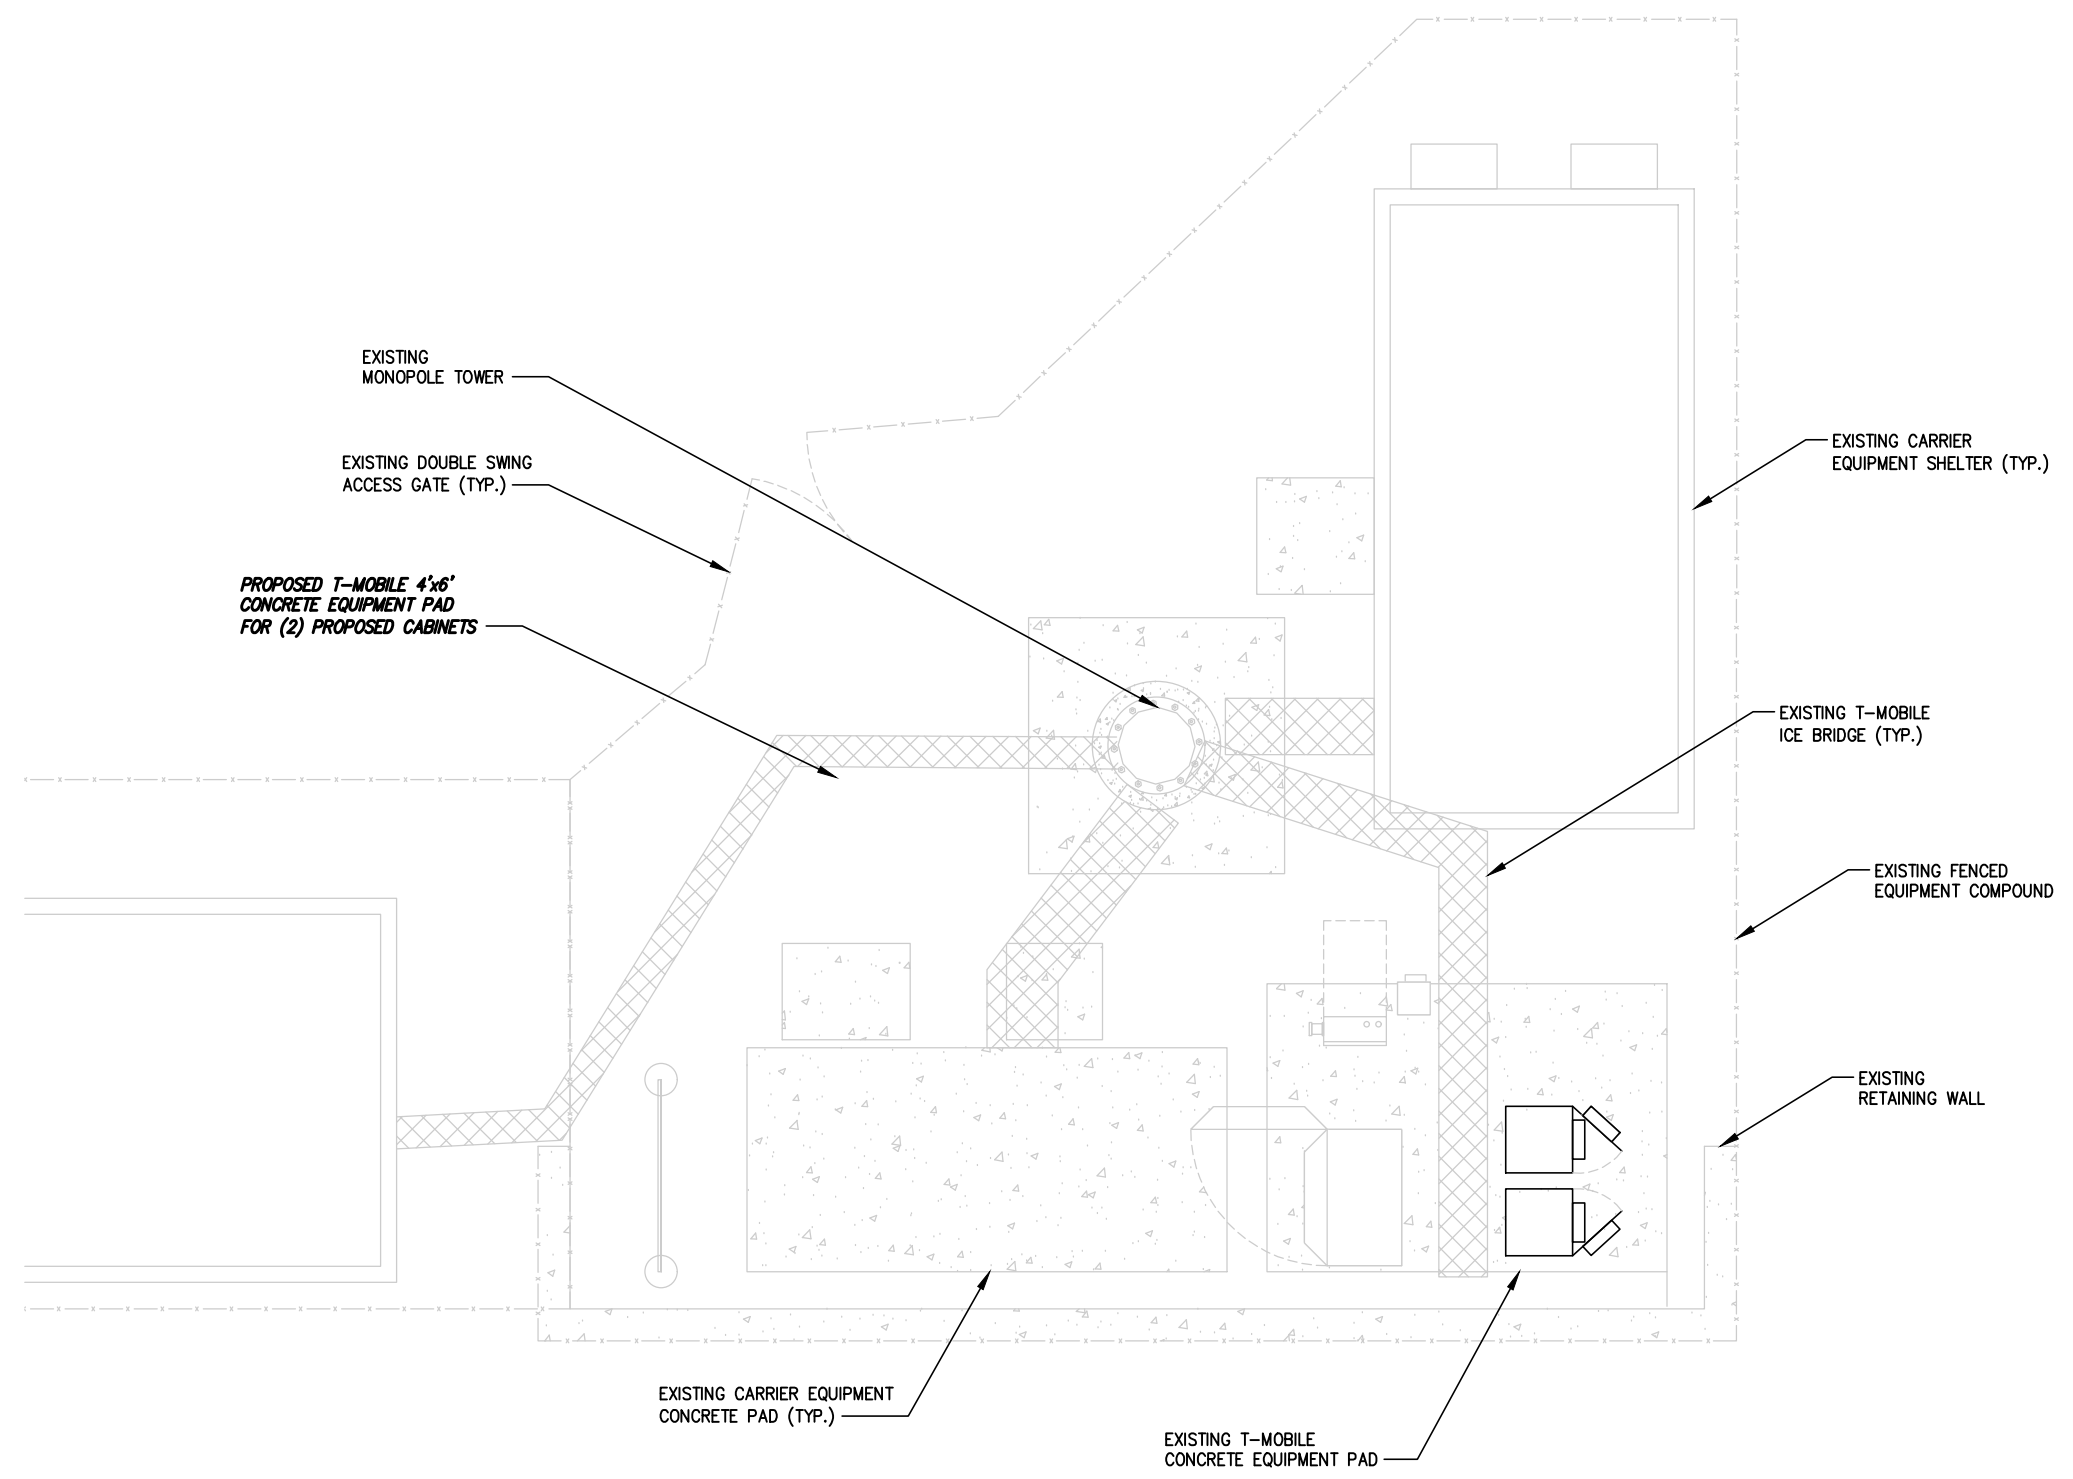 EXISTING
MONOPOLE TOWER
EXISTING DOUBLE SWING
ACCESS GATE (TYP.)
PROPOSED T-MOBILE 4'x6'
CONCRETE EQUIPMENT PAD
FOR (2) PROPOSED CABINETS
EXISTING CARRIER
EQUIPMENT SHELTER (TYP.)
EXISTING T-MOBILE
ICE BRIDGE (TYP.)
EXISTING FENCED
EQUIPMENT COMPOUND
EXISTING
RETAINING WALL
EXISTING CARRIER EQUIPMENT
CONCRETE PAD (TYP.)
EXISTING T-MOBILE
CONCRETE EQUIPMENT PAD